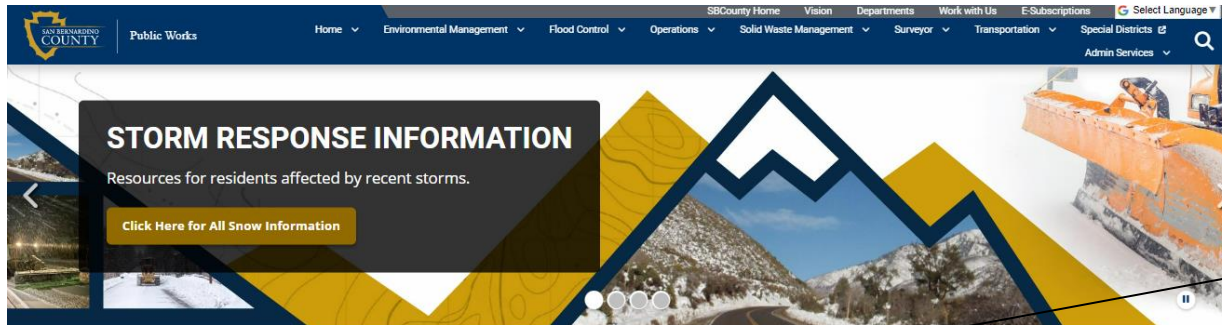 SBCounty Home Vision Departments Work with Us E-Subscriptions G Select Language ▼
SAN BERNARDINO
COUNTY
Public Works
Home Environmental Management Flood Control Operations Solid Waste Management Surveyor Transportation Special Districts
Admin Services
STORM RESPONSE INFORMATION
Resources for residents affected by recent storms.
Click Here for All Snow Information